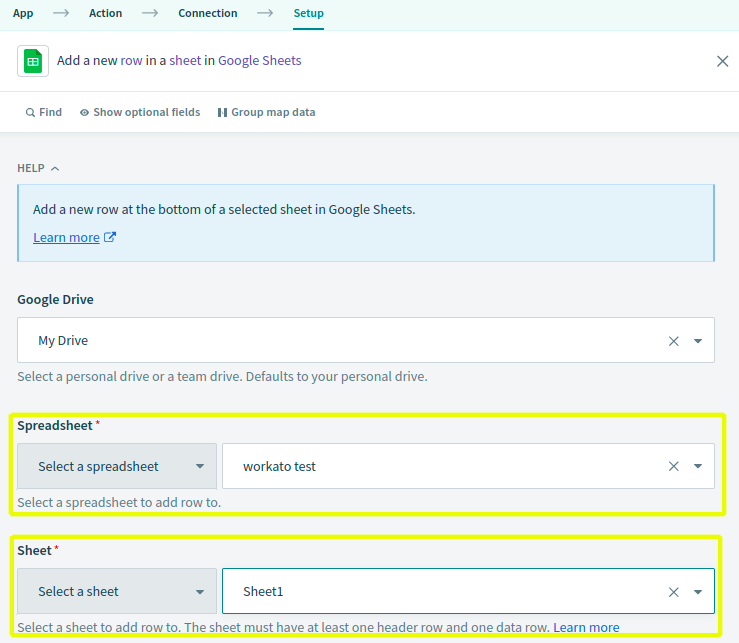 App Action Connection Setup
Add a new row in a sheet in Google Sheets
Find Show optional fields Group map data
HELP
Add a new row at the bottom of a selected sheet in Google Sheets.
Learn more
Google Drive
My Drive
Select a personal drive or a team drive. Defaults to your personal drive.
Spreadsheet *
Select a spreadsheet workato test
Select a spreadsheet to add row to.
Sheet *
Select a sheet Sheet1
Select a sheet to add row to. The sheet must have at least one header row and one data row. Learn more